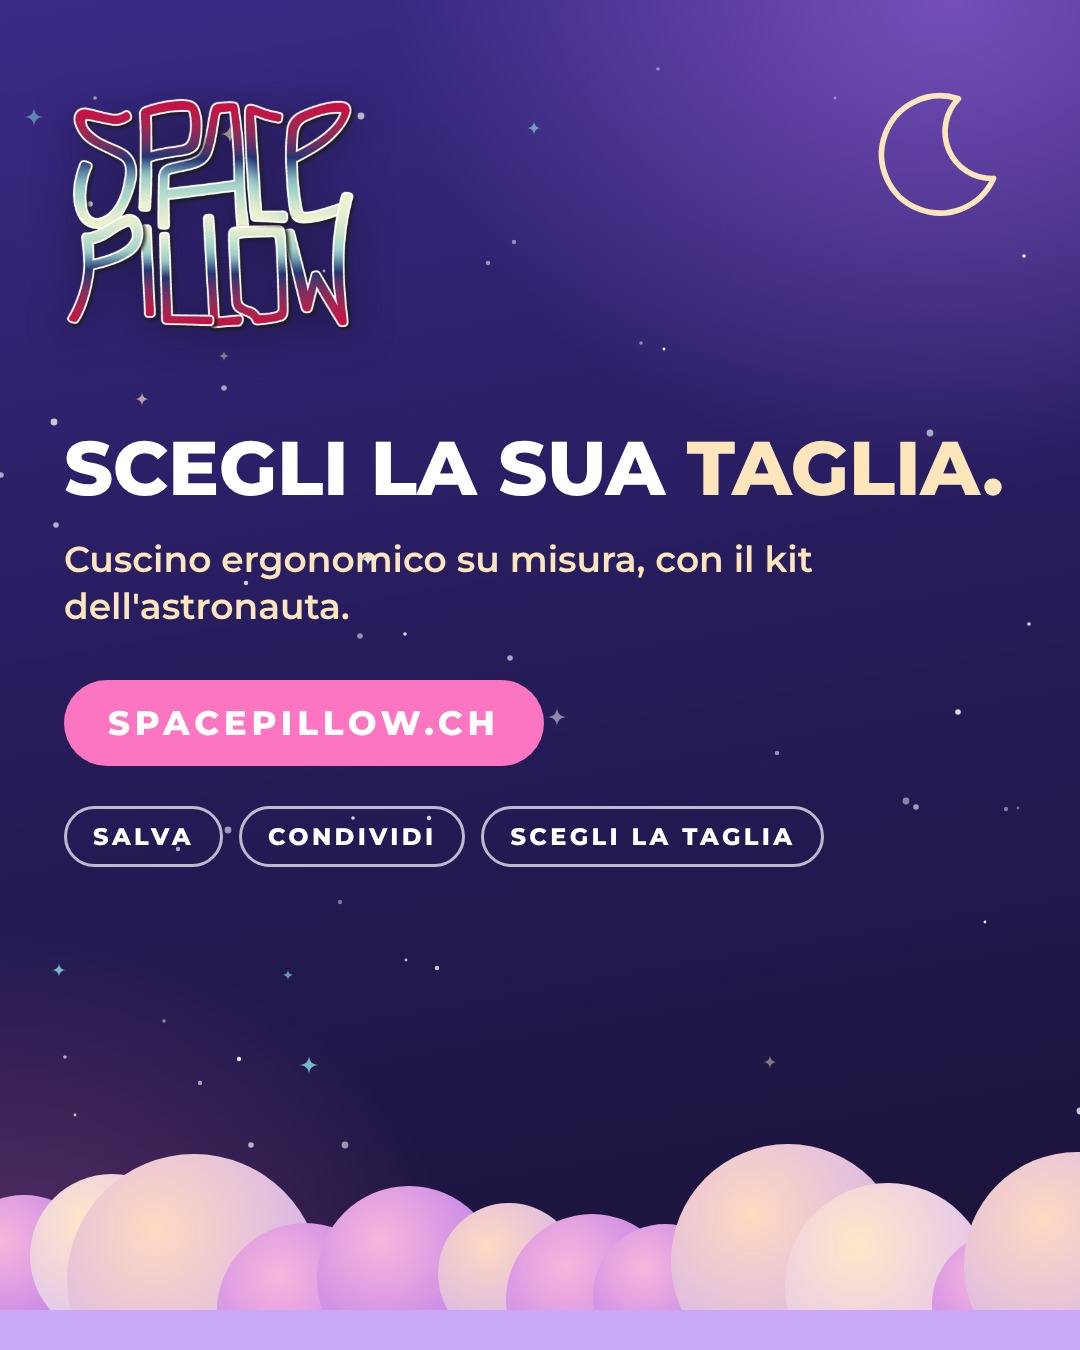 SPACE
PILLOW
SCEGLI LA SUA TAGLIA.
Cuscino ergonomico su misura, con il kit
dell'astronauta.
SPACEPILLOW.CH
SALVA CONDIVIDI SCEGLI LA TAGLIA